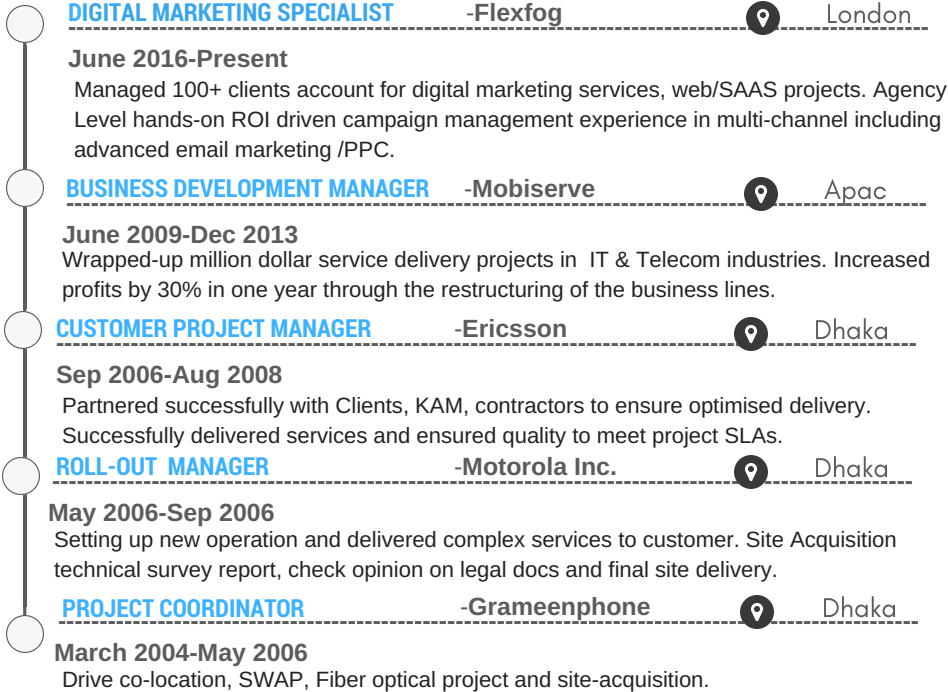 DIGITAL MARKETING SPECIALIST -Flexfog London
June 2016-Present
Managed 100+ clients account for digital marketing services, web/SAAS projects. Agency
Level hands-on ROI driven campaign management experience in multi-channel including
advanced email marketing /PPC.
BUSINESS DEVELOPMENT MANAGER -Mobiserve Apac
June 2009-Dec 2013
Wrapped-up million dollar service delivery projects in IT & Telecom industries. Increased
profits by 30% in one year through the restructuring of the business lines.
CUSTOMER PROJECT MANAGER -Ericsson Dhaka
Sep 2006-Aug 2008
Partnered successfully with Clients, KAM, contractors to ensure optimised delivery.
Successfully delivered services and ensured quality to meet project SLAs.
ROLL-OUT MANAGER -Motorola Inc. Dhaka
May 2006-Sep 2006
Setting up new operation and delivered complex services to customer. Site Acquisition
technical survey report, check opinion on legal docs and final site delivery.
PROJECT COORDINATOR -Grameenphone Dhaka
March 2004-May 2006
Drive co-location, SWAP, Fiber optical project and site-acquisition.